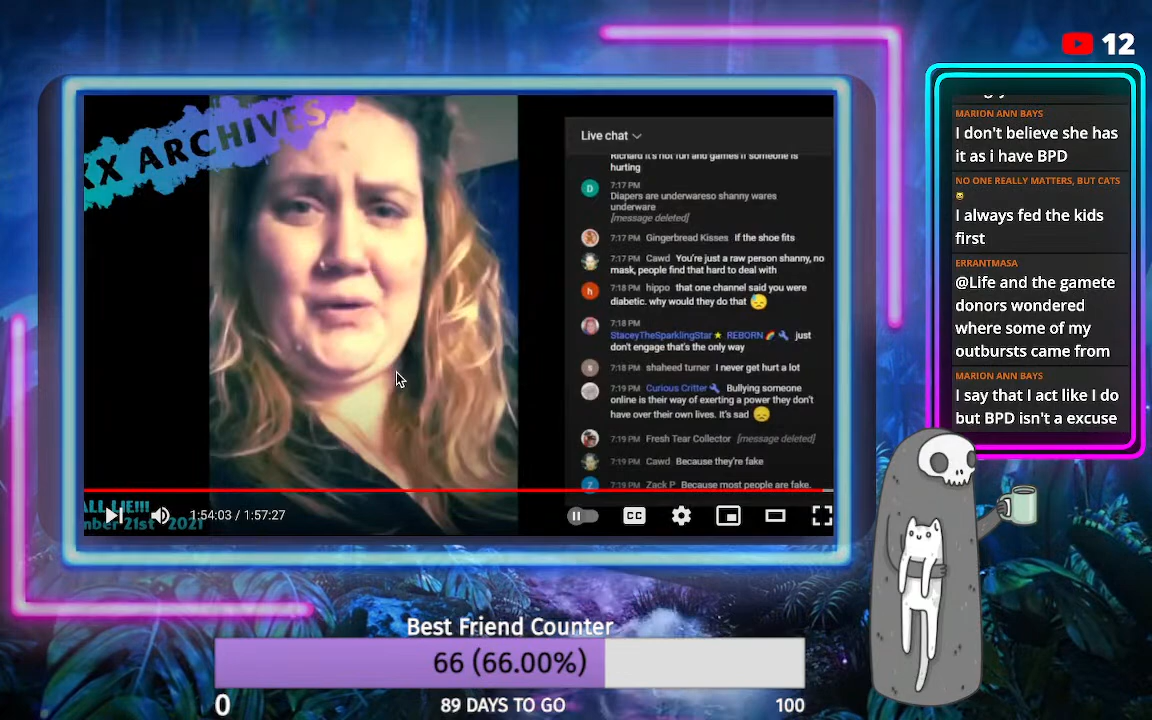 12
XX ARCHIVES
Live chat
Richard it's not fun and games if someone is
hurting
D
7:17 PM
Diapers are underwareso shanny wares
underware
[message deleted]
7:17 PM Gingerbread Kisses If the shoe fits
7:17 PM Cawd You're just a raw person shanny, no
mask, people find that hard to deal with
h
7:18 PM hippo that one channel said you were
diabetic. why would they do that 😓
7:18 PM
StaceyTheSparklingStar⭐ REBORN🌈🔧 just
don't engage that's the only way
s
7:18 PM shaheed turner I never get hurt a lot
7:19 PM Curious Critter🔧 Bullying someone
online is their way of exerting a power they don't
have over their own lives. It's sad 😞
7:19 PM Fresh Tear Collector [message deleted]
7:19 PM Cawd Because they're fake
Z
7:19 PM Zack P Because most people are fake.
ALL LIE!!!
mber 21st 2021
1:54:03 / 1:57:27
CC
MARION ANN BAYS
I don't believe she has
it as i have BPD
NO ONE REALLY MATTERS, BUT CATS
🐱
I always fed the kids
first
ERRANTMASA
@Life and the gamete
donors wondered
where some of my
outbursts came from
MARION ANN BAYS
I say that I act like I do
but BPD isn't a excuse
Best Friend Counter
66 (66.00%)
0
89 DAYS TO GO
100